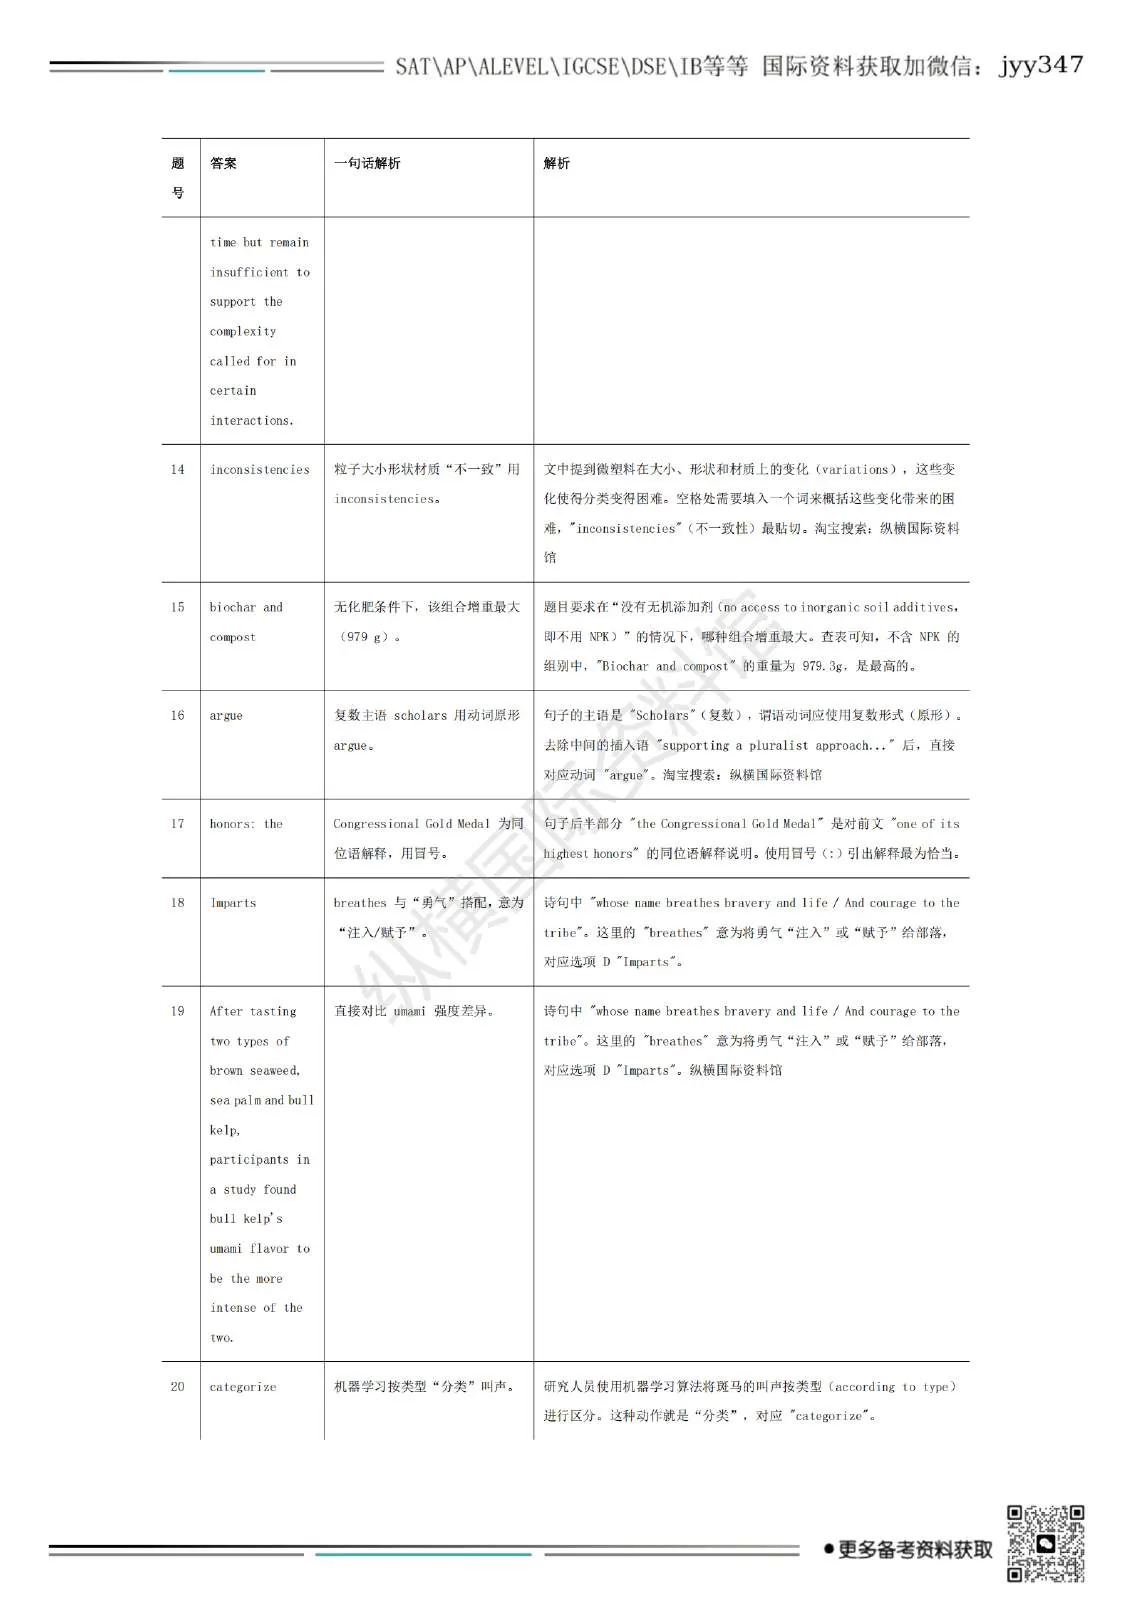 SAT\AP\ALEVEL\IGCSE\DSE\IB等等 国际资料获取加微信：jyy347
题号 答案 一句话解析 解析
time but remain
insufficient to
support the
complexity
called for in
certain
interactions.
14 inconsistencies
粒子大小形状材质“不一致”用
inconsistencies。
文中提到微塑料在大小、形状和材质上的变化（variations），这些变
化使得分类变得困难。空格处需要填入一个词来概括这些变化带来的困
难，"inconsistencies"（不一致性）最贴切。淘宝搜索：纵横国际资料
馆
15 biochar and
compost
无化肥条件下，该组合增重最大
（979 g）。
题目要求在“没有无机添加剂（no access to inorganic soil additives，
即不用 NPK）”的情况下，哪种组合增重最大。查表可知，不含 NPK 的
组别中，"Biochar and compost" 的重量为 979.3g，是最高的。
16 argue
复数主语 scholars 用动词原形
argue。
句子的主语是 "Scholars"（复数），谓语动词应使用复数形式（原形）。
去除中间的插入语 "supporting a pluralist approach..." 后，直接
对应动词 "argue"。淘宝搜索：纵横国际资料馆
17 honors: the
Congressional Gold Medal 为同
位语解释，用冒号。
句子后半部分 "the Congressional Gold Medal" 是对前文 "one of its
highest honors" 的同位语解释说明。使用冒号（:）引出解释最为恰当。
18 Imparts
breathes 与“勇气”搭配，意为
“注入/赋予”。
诗句中 "whose name breathes bravery and life / And courage to the
tribe"。这里的 "breathes" 意为将勇气“注入”或“赋予”给部落，
对应选项 D "Imparts"。
19 After tasting
two types of
brown seaweed,
sea palm and bull
kelp,
participants in
a study found
bull kelp's
umami flavor to
be the more
intense of the
two.
直接对比 umami 强度差异。
诗句中 "whose name breathes bravery and life / And courage to the
tribe"。这里的 "breathes" 意为将勇气“注入”或“赋予”给部落，
对应选项 D "Imparts"。纵横国际资料馆
20 categorize
机器学习按类型“分类”叫声。
研究人员使用机器学习算法将斑马的叫声按类型（according to type）
进行区分。这种动作就是“分类”，对应 "categorize"。
纵横国际资料馆
●更多备考资料获取